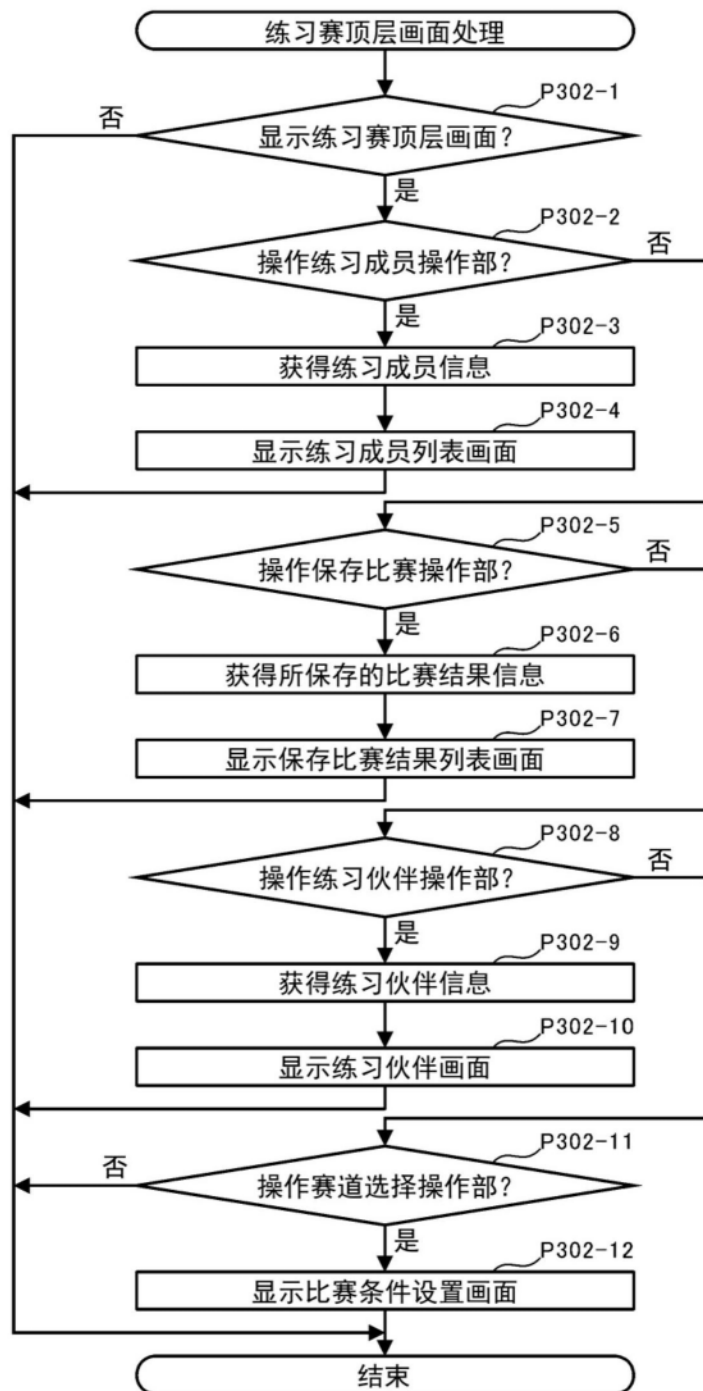 练习赛顶层画面处理
P302-1
否
显示练习赛顶层画面?
是
P302-2
否
操作练习成员操作部?
是
P302-3
获得练习成员信息
P302-4
显示练习成员列表画面
P302-5
否
操作保存比赛操作部?
是
P302-6
获得所保存的比赛结果信息
P302-7
显示保存比赛结果列表画面
P302-8
否
操作练习伙伴操作部?
是
P302-9
获得练习伙伴信息
P302-10
显示练习伙伴画面
P302-11
否
操作赛道选择操作部?
是
P302-12
显示比赛条件设置画面
结束